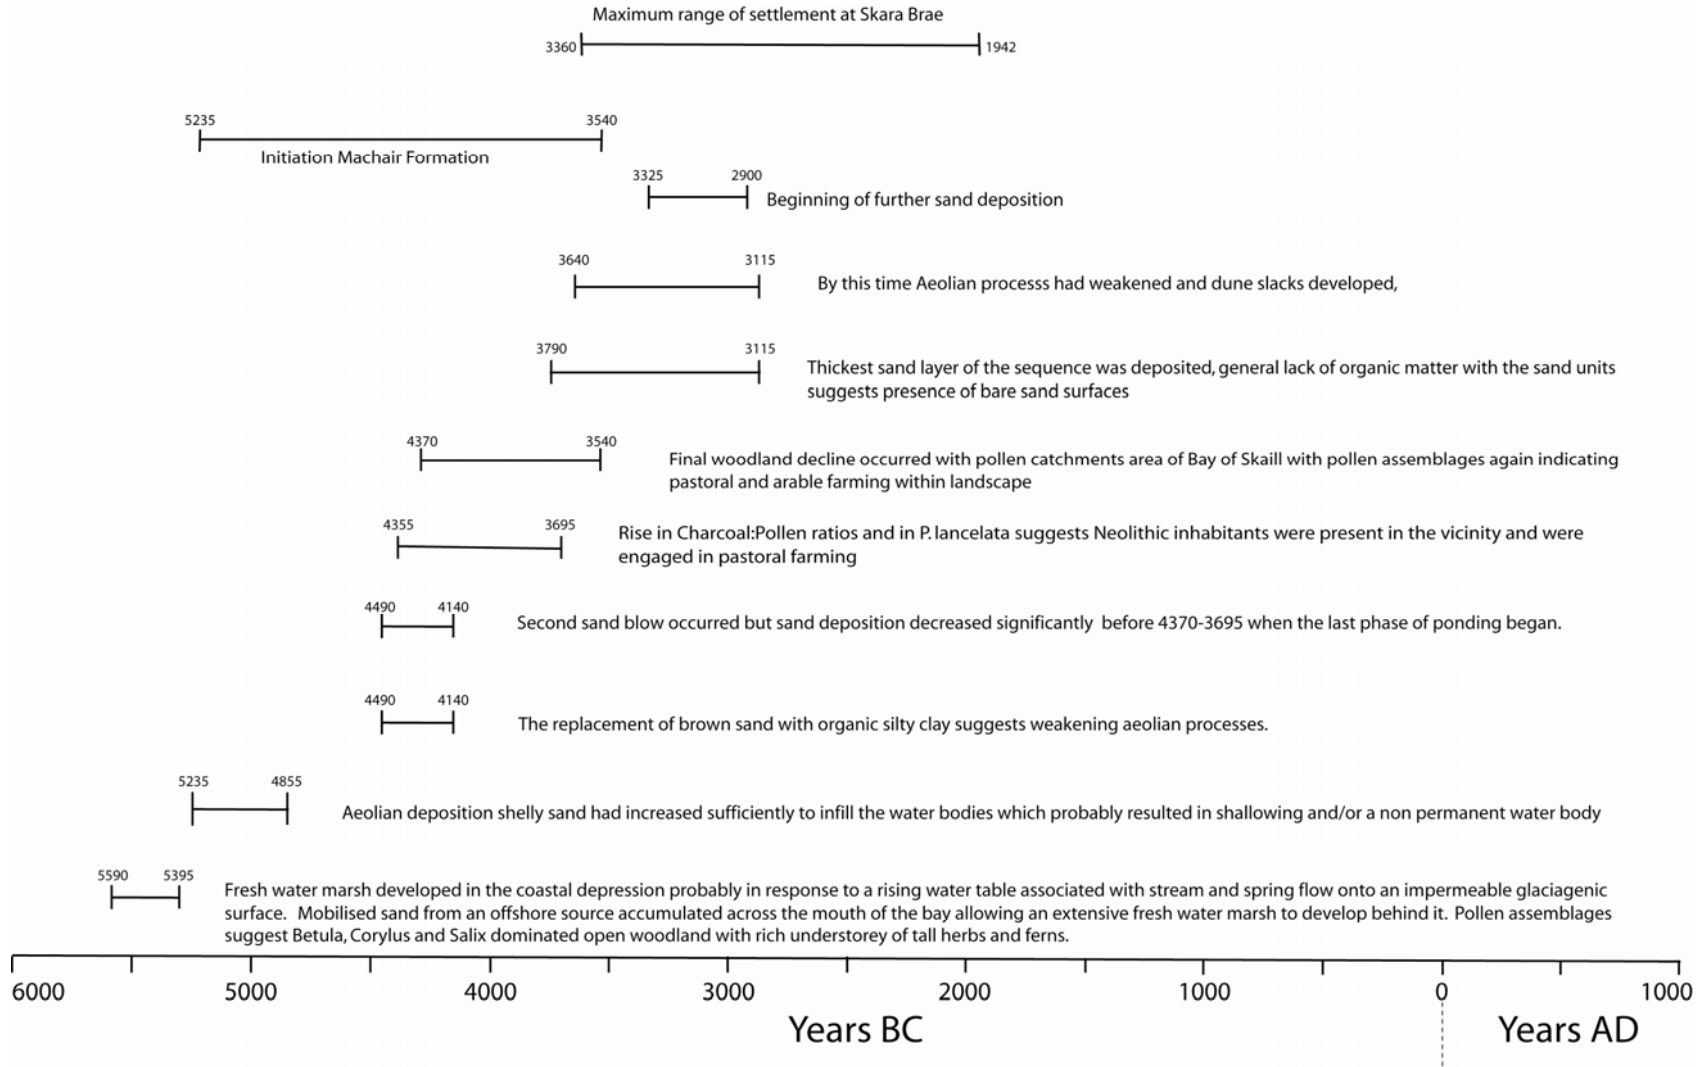 Maximum range of settlement at Skara Brae
3360 1942
5235 3540
Initiation Machair Formation
3325 2900
Beginning of further sand deposition
3640 3115
By this time Aeolian processs had weakened and dune slacks developed,
3790 3115
Thickest sand layer of the sequence was deposited, general lack of organic matter with the sand units
suggests presence of bare sand surfaces
4370 3540
Final woodland decline occurred with pollen catchments area of Bay of Skaill with pollen assemblages again indicating
pastoral and arable farming within landscape
4355 3695
Rise in Charcoal:Pollen ratios and in P. lancelata suggests Neolithic inhabitants were present in the vicinity and were
engaged in pastoral farming
4490 4140
Second sand blow occurred but sand deposition decreased significantly before 4370-3695 when the last phase of ponding began.
4490 4140
The replacement of brown sand with organic silty clay suggests weakening aeolian processes.
5235 4855
Aeolian deposition shelly sand had increased sufficiently to infill the water bodies which probably resulted in shallowing and/or a non permanent water body
5590 5395
Fresh water marsh developed in the coastal depression probably in response to a rising water table associated with stream and spring flow onto an impermeable glaciagenic
surface. Mobilised sand from an offshore source accumulated across the mouth of the bay allowing an extensive fresh water marsh to develop behind it. Pollen assemblages
suggest Betula, Corylus and Salix dominated open woodland with rich understorey of tall herbs and ferns.
6000 5000 4000 3000 2000 1000 0 1000
Years BC Years AD